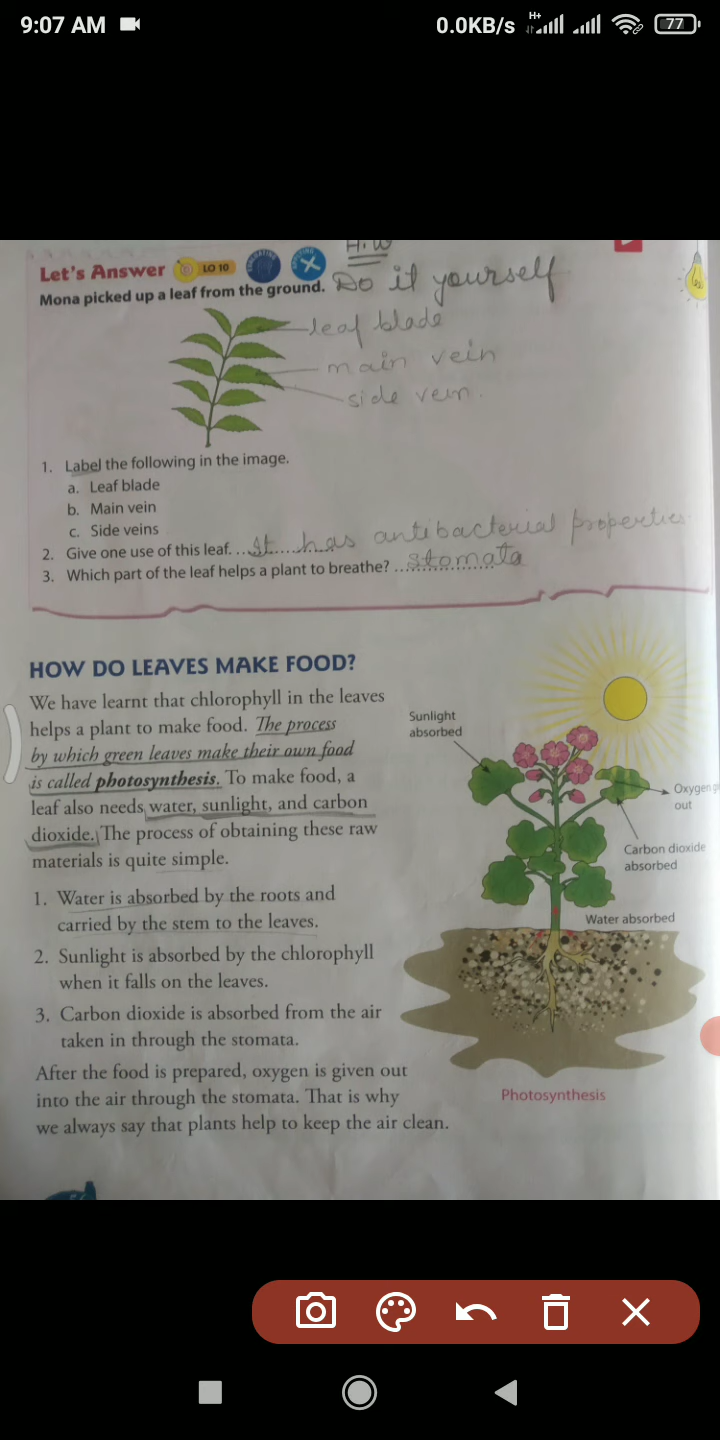 9:07 AM
0.0KB/s
H+
77
H.W
Let's Answer
LO 10
Mona picked up a leaf from the ground.
Do it yourself
leaf blade
main vein
side vein.
1. Label the following in the image.
a. Leaf blade
b. Main vein
c. Side veins
2. Give one use of this leaf. It has antibacterial properties
3. Which part of the leaf helps a plant to breathe? stomata
HOW DO LEAVES MAKE FOOD?
We have learnt that chlorophyll in the leaves
helps a plant to make food. The process
by which green leaves make their own food
is called photosynthesis. To make food, a
leaf also needs water, sunlight, and carbon
dioxide. The process of obtaining these raw
materials is quite simple.
1. Water is absorbed by the roots and
carried by the stem to the leaves.
2. Sunlight is absorbed by the chlorophyll
when it falls on the leaves.
3. Carbon dioxide is absorbed from the air
taken in through the stomata.
After the food is prepared, oxygen is given out
into the air through the stomata. That is why
we always say that plants help to keep the air clean.
Sunlight
absorbed
Oxygen
out
Carbon dioxide
absorbed
Water absorbed
Photosynthesis